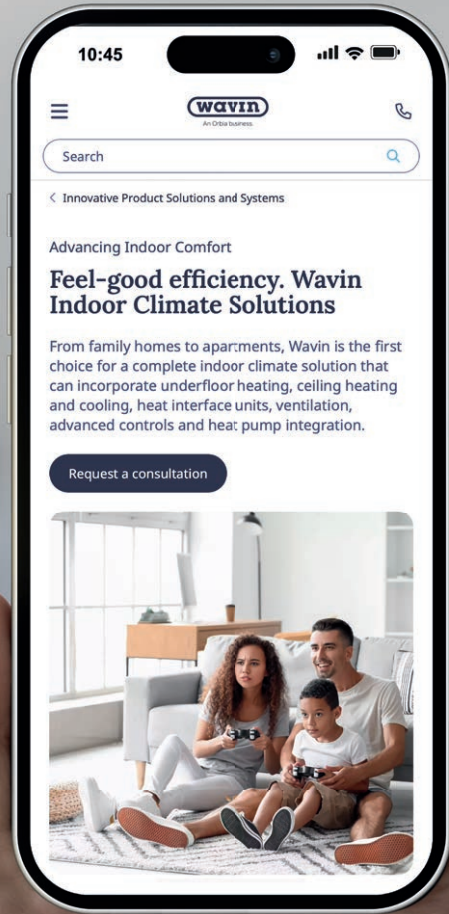 10:45
wavin
An Orbia business.
Search
Innovative Product Solutions and Systems
Advancing Indoor Comfort
Feel-good efficiency. Wavin
Indoor Climate Solutions
From family homes to apartments, Wavin is the first
choice for a complete indoor climate solution that
can incorporate underfloor heating, ceiling heating
and cooling, heat interface units, ventilation,
advanced controls and heat pump integration.
Request a consultation